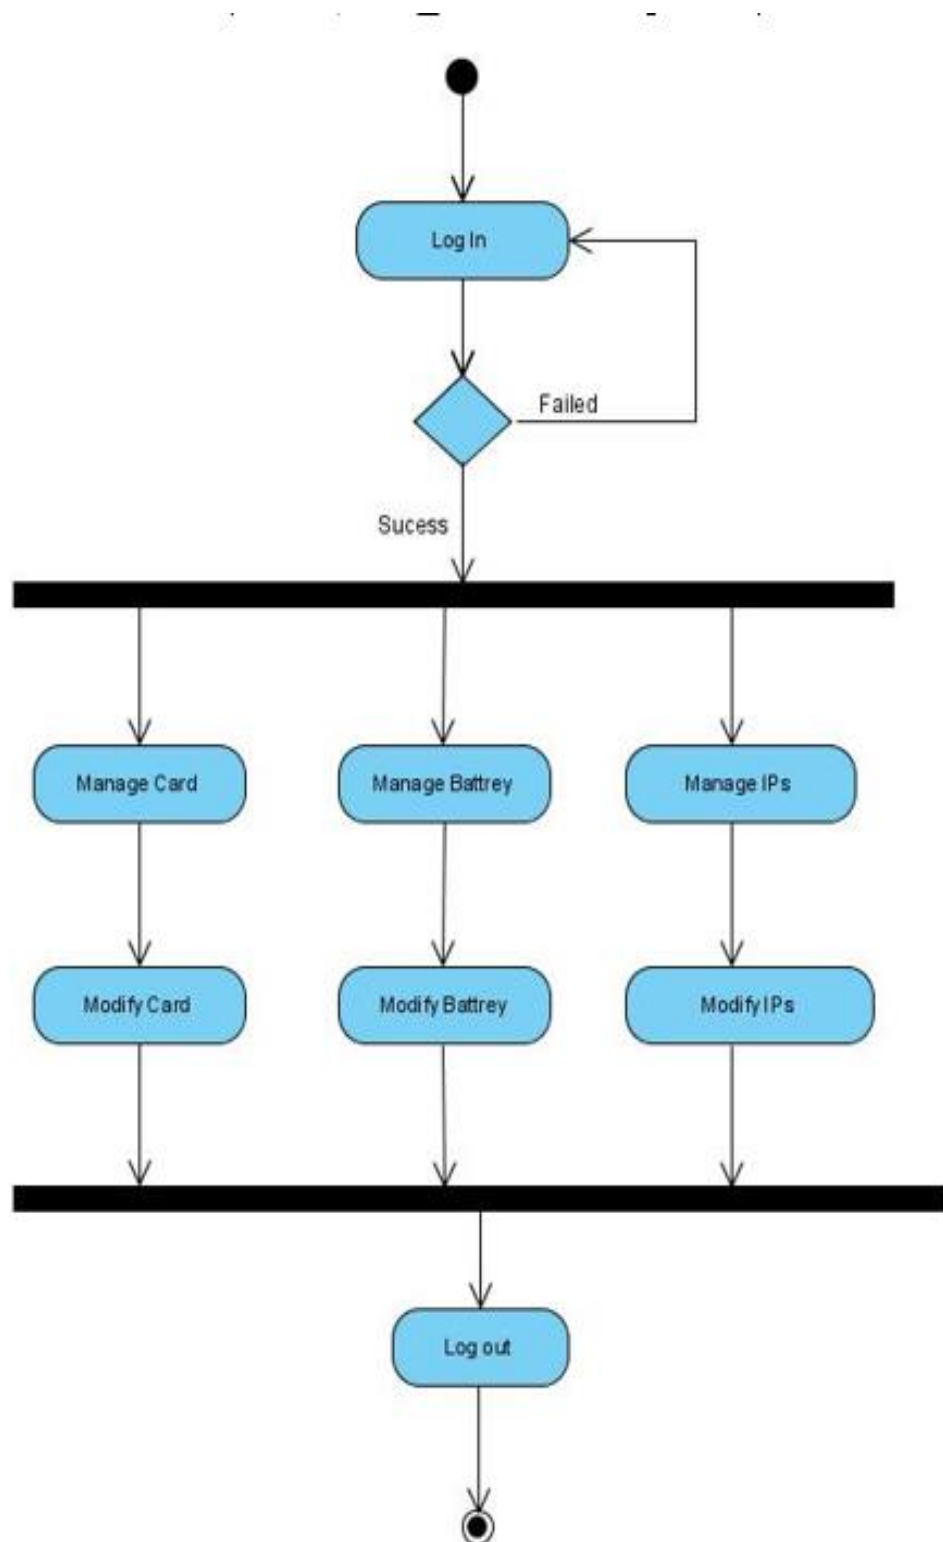 Log In
Failed
Sucess
Manage Card
Manage Battrey
Manage IPs
Modify Card
Modify Battrey
Modify IPs
Log out